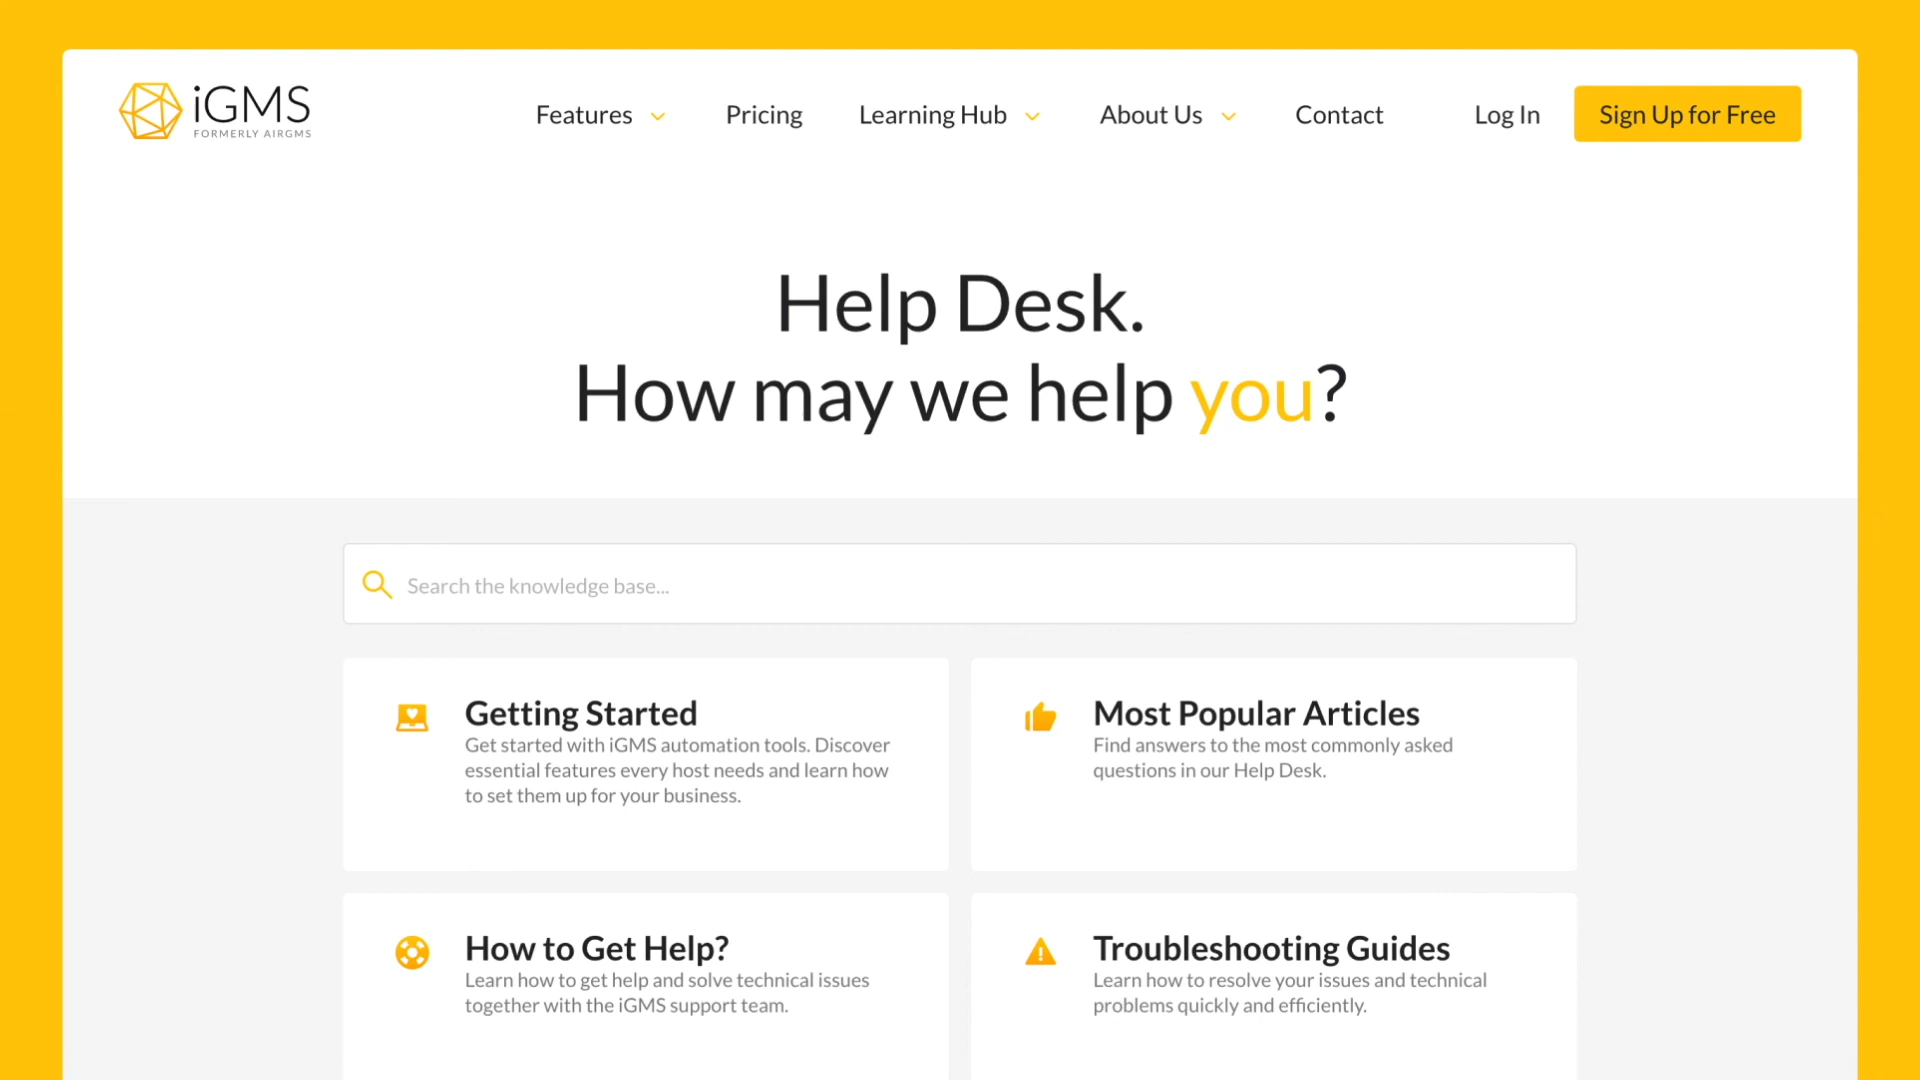 iGMS
FORMERLY AIRGMS
Features
Pricing
Learning Hub
About Us
Contact
Log In
Sign Up for Free
Help Desk.
How may we help you?
Search the knowledge base...
Getting Started
Get started with iGMS automation tools. Discover
essential features every host needs and learn how
to set them up for your business.
Most Popular Articles
Find answers to the most commonly asked
questions in our Help Desk.
How to Get Help?
Learn how to get help and solve technical issues
together with the iGMS support team.
Troubleshooting Guides
Learn how to resolve your issues and technical
problems quickly and efficiently.